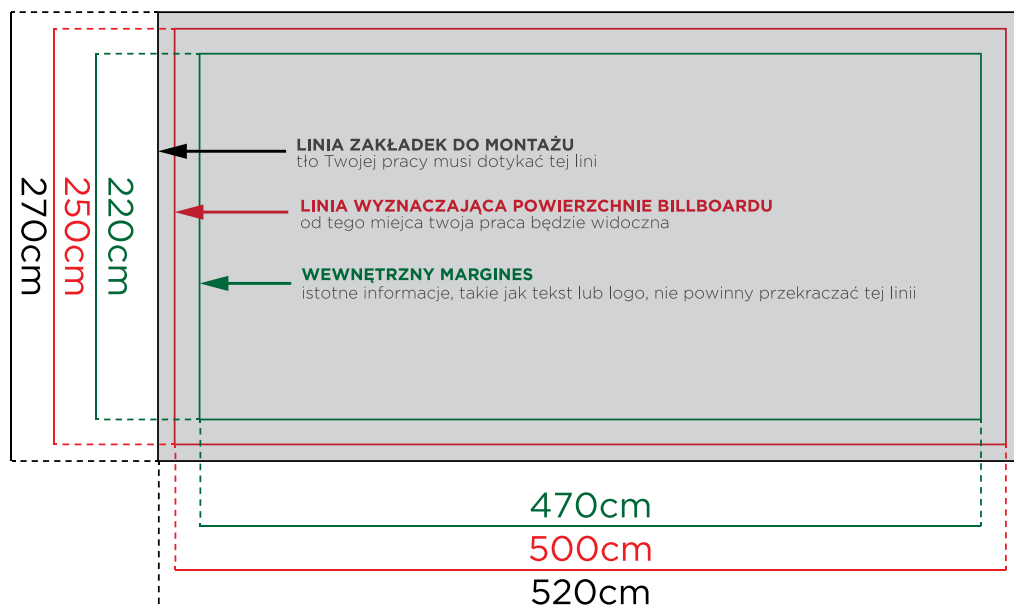 LINIA ZAKŁADEK DO MONTAŻU
tło Twojej pracy musi dotykać tej lini
LINIA WYZNACZAJĄCA POWIERZCHNIE BILLBOARDU
od tego miejca twoja praca będzie widoczna
WEWNĘTRZNY MARGINES
istotne informacje, takie jak tekst lub logo, nie powinny przekraczać tej linii
270cm
250cm
220cm
470cm
500cm
520cm